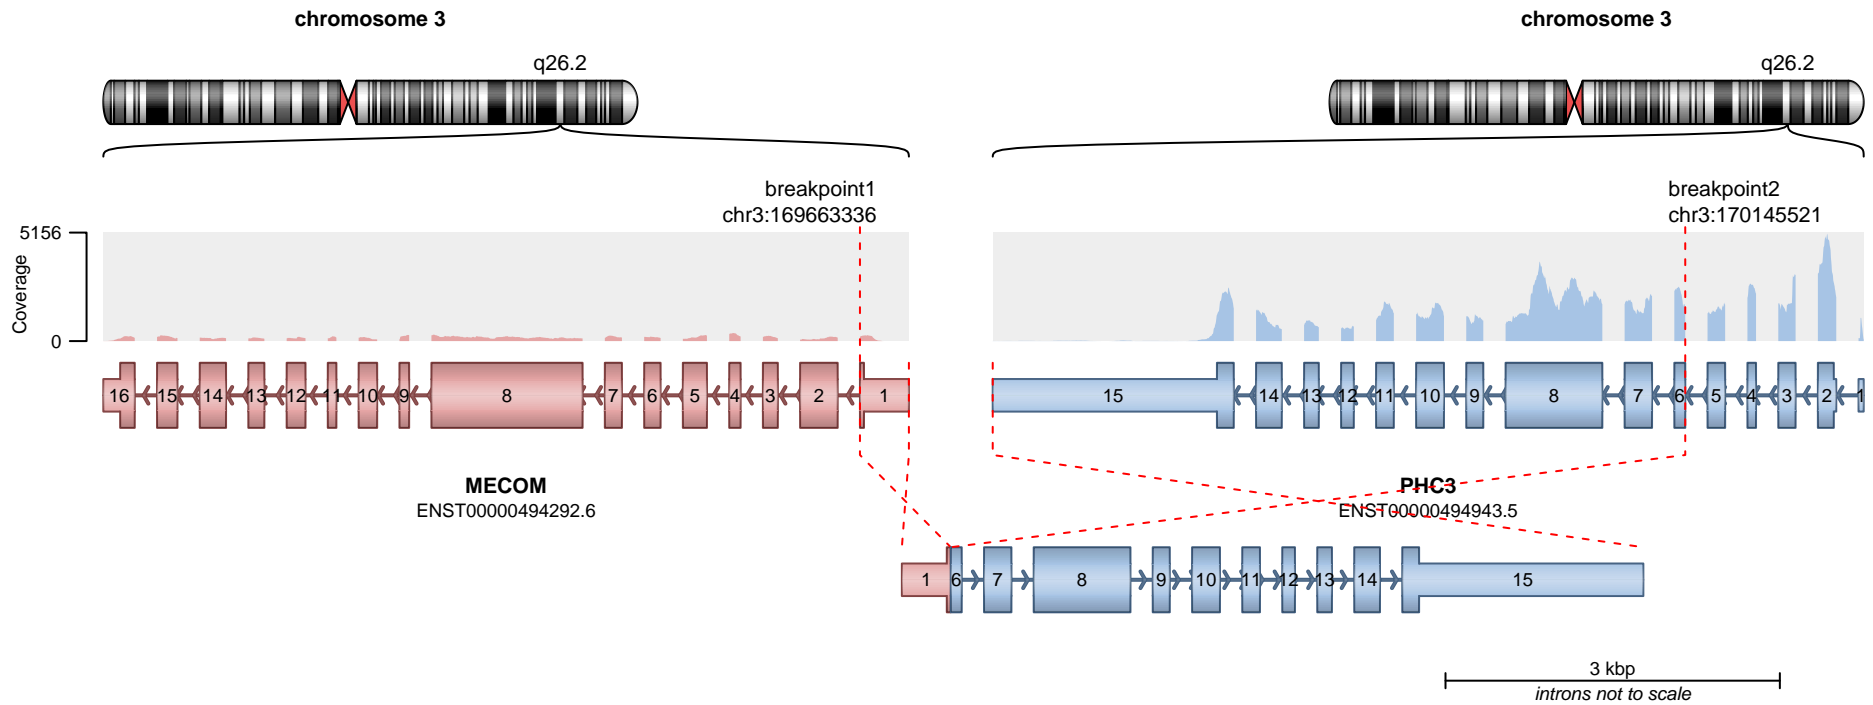 chromosome 3
chromosome 3
q26.2
q26.2
breakpoint1
chr3:169663336
breakpoint2
chr3:170145521
5156
0
Coverage
16 15 14 13 12 11 10 9 8 7 6 5 4 3 2 1
15 14 13 12 11 10 9 8 7 6 5 4 3 2 1
MECOM
ENST00000494292.6
PHC3
ENST00000494943.5
1 6 7 8 9 10 11 12 13 14 15
3 kbp
introns not to scale